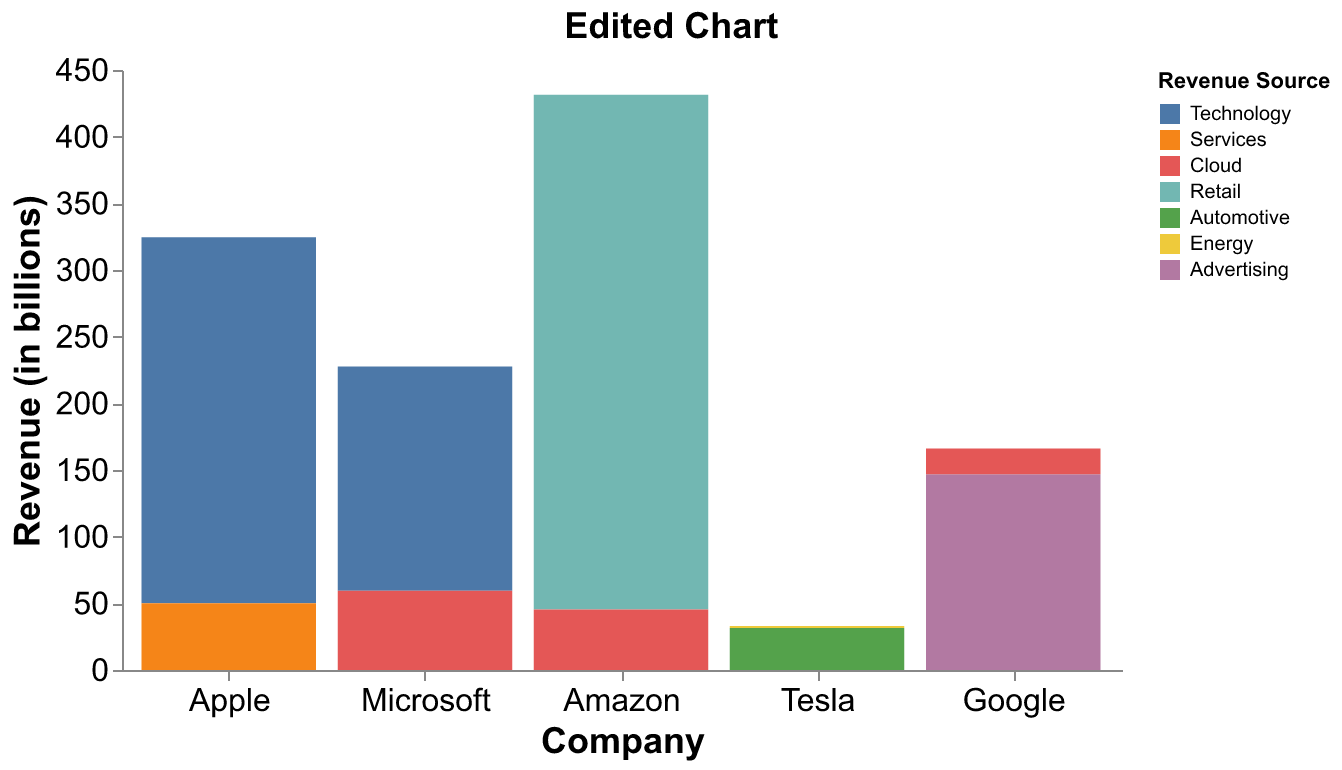 Edited Chart
Revenue (in billions)
450
400
350
300
250
200
150
100
50
0
Apple
Microsoft
Amazon
Tesla
Google
Company
Revenue Source
Technology
Services
Cloud
Retail
Automotive
Energy
Advertising